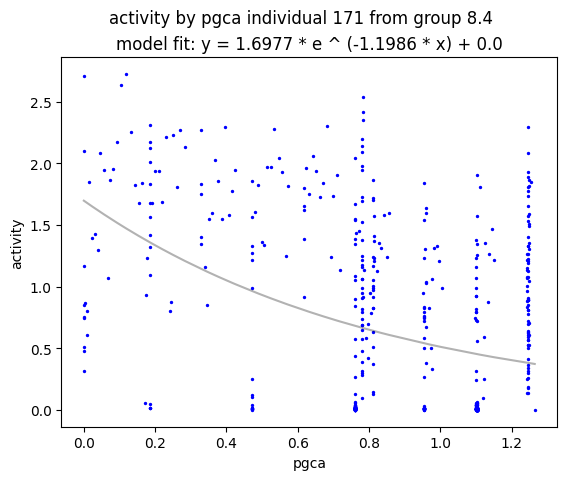 activity by pgca individual 171 from group 8.4
model fit: y = 1.6977 * e ^ (-1.1986 * x) + 0.0
2.5
2.0
1.5
1.0
0.5
0.0
activity
0.0 0.2 0.4 0.6 0.8 1.0 1.2
pgca